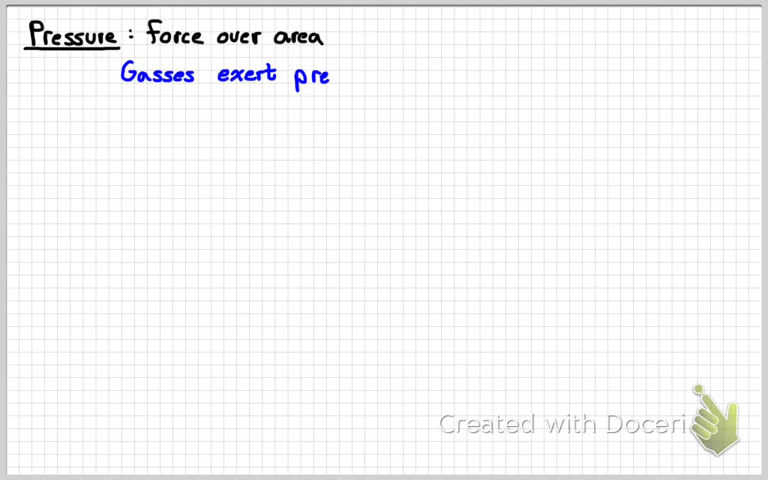 Pressure : Force over area
Gasses exert pre
Created with Doceri